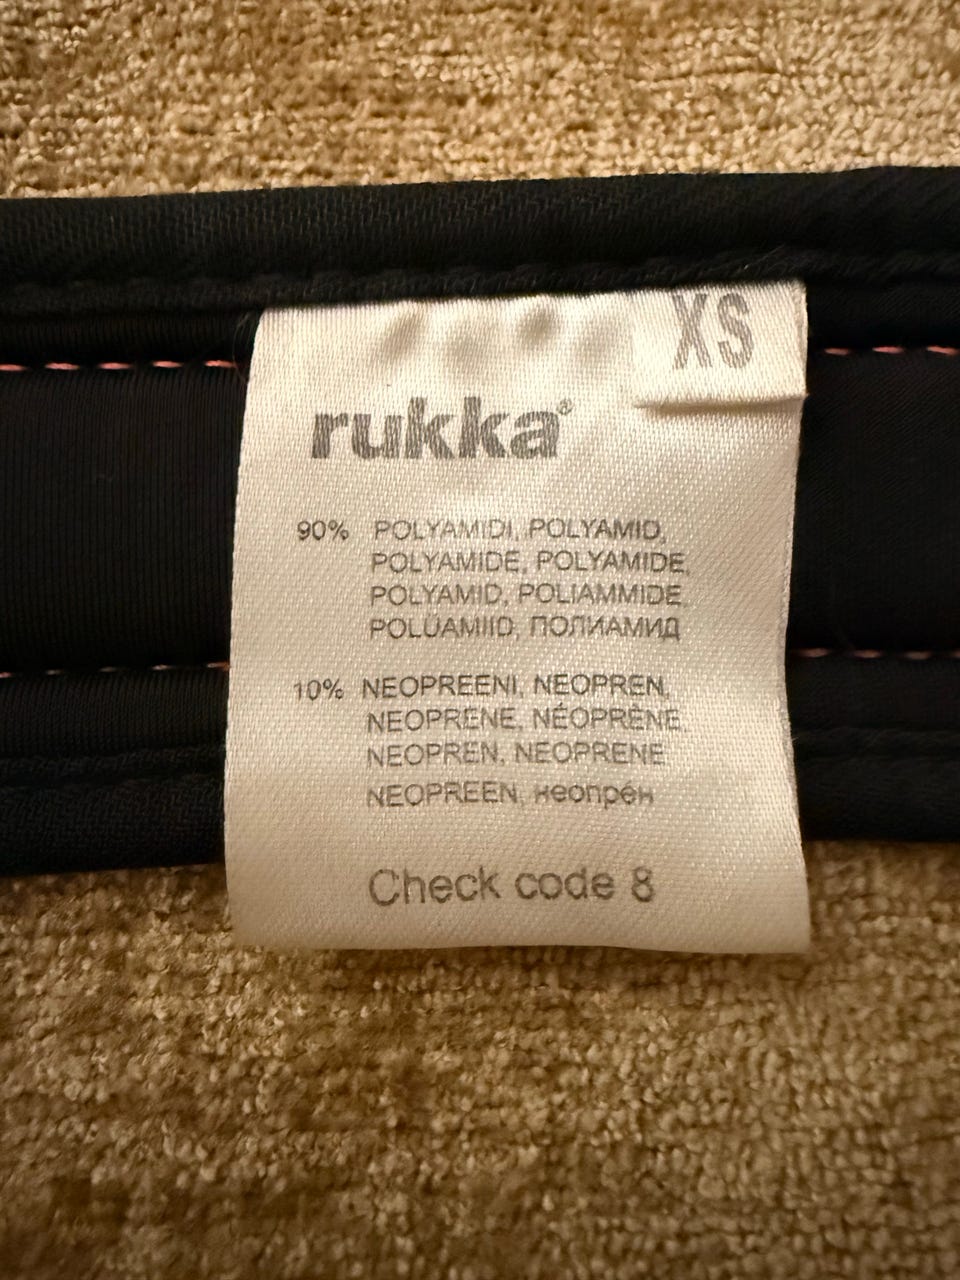 XS
rukka®
90% POLYAMIDI, POLYAMID,
POLYAMIDE, POLYAMIDE,
POLYAMID, POLIAMMIDE,
POLÜAMIID, ПОЛИАМИД
10% NEOPREENI, NEOPREN,
NEOPRENE, NÉOPRÈNE,
NEOPREN, NEOPRENE
NEOPREEN, неопрéн
Check code 8